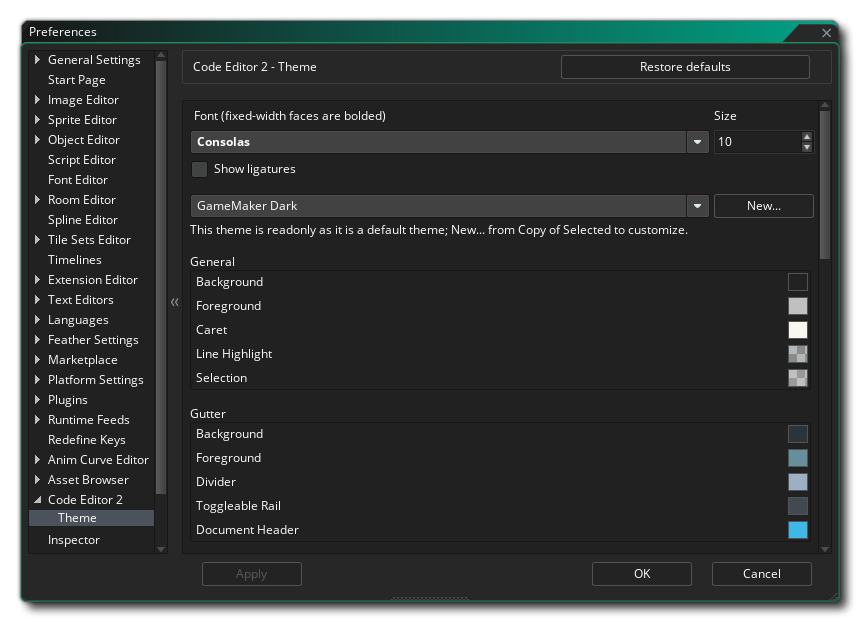 Preferences
General Settings
Start Page
Image Editor
Sprite Editor
Object Editor
Script Editor
Font Editor
Room Editor
Spline Editor
Tile Sets Editor
Timelines
Extension Editor
Text Editors
Languages
Feather Settings
Marketplace
Platform Settings
Plugins
Runtime Feeds
Redefine Keys
Anim Curve Editor
Asset Browser
Code Editor 2
Theme
Inspector
Code Editor 2 - Theme
Restore defaults
Font (fixed-width faces are bolded)
Size
Consolas
10
Show ligatures
GameMaker Dark
New...
This theme is readonly as it is a default theme; New... from Copy of Selected to customize.
General
Background
Foreground
Caret
Line Highlight
Selection
Gutter
Background
Foreground
Divider
Toggleable Rail
Document Header
Apply
OK
Cancel